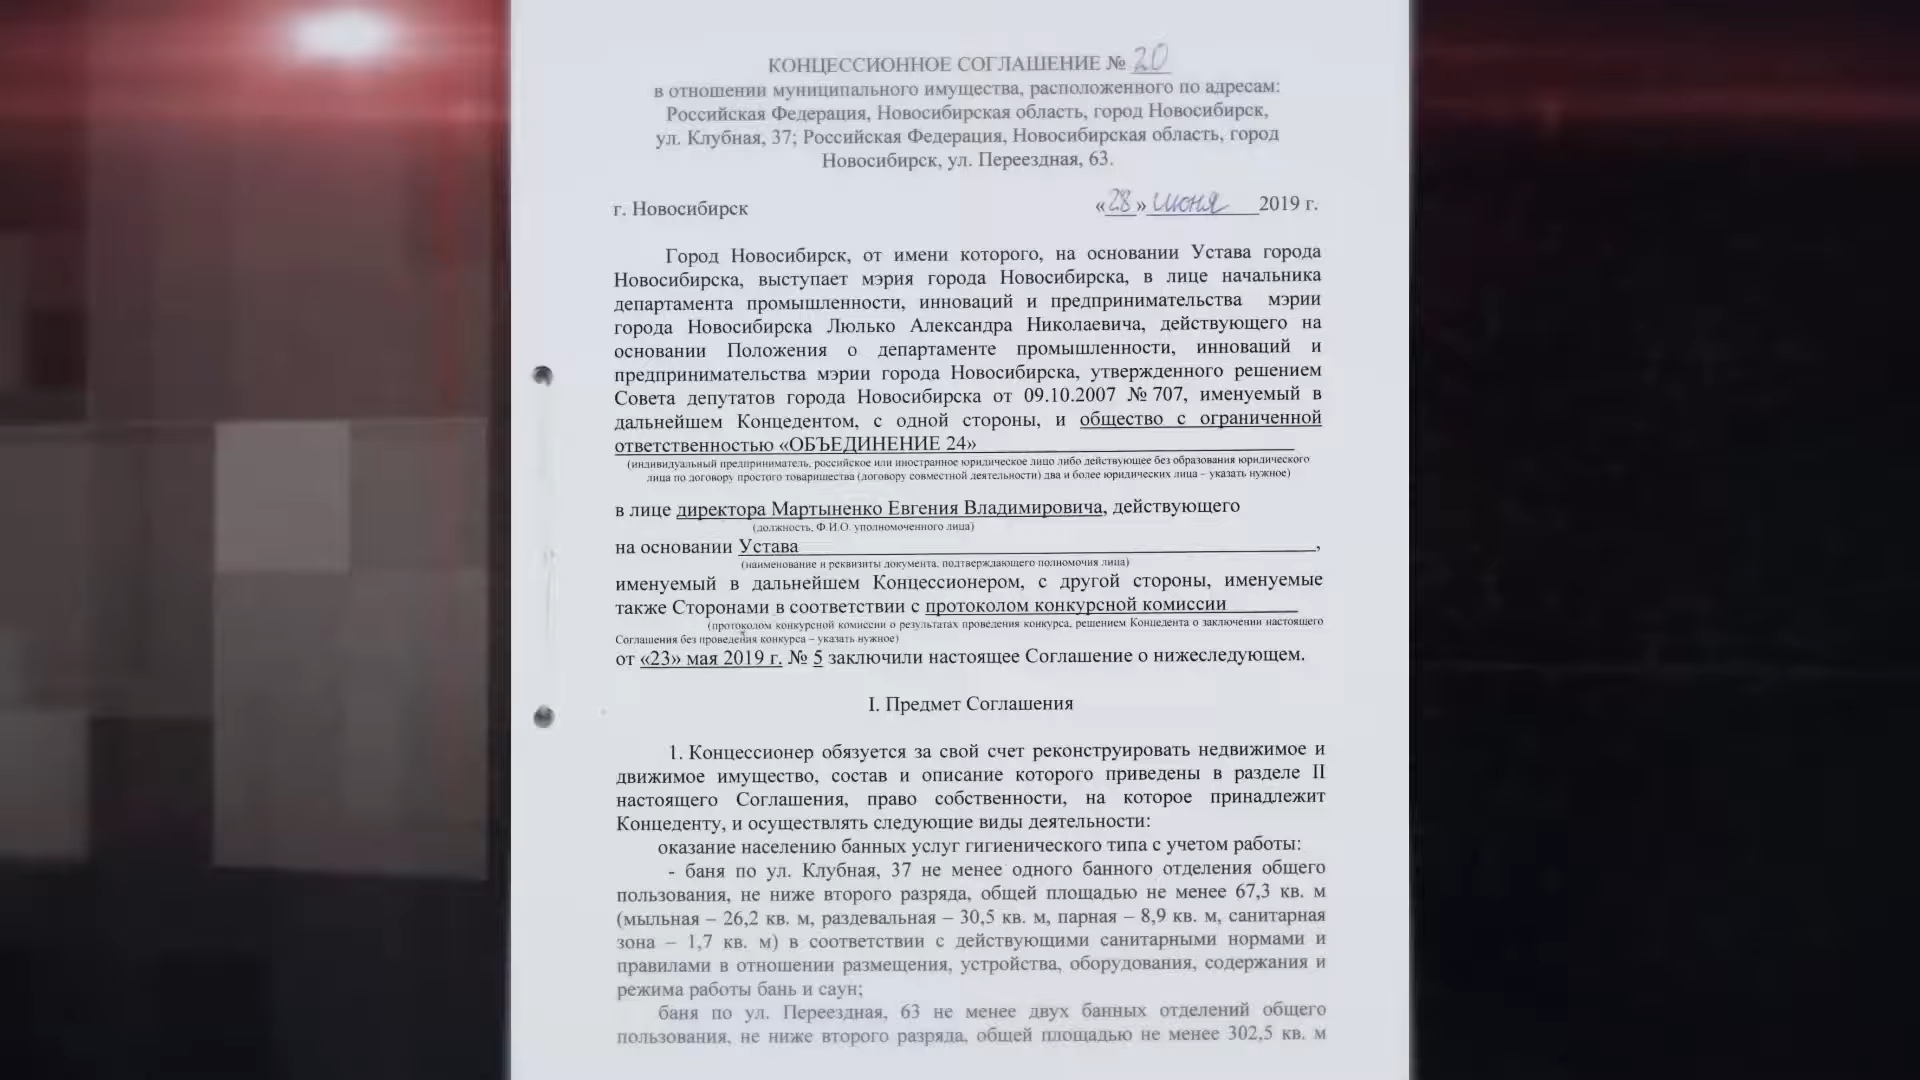 КОНЦЕССИОННОЕ СОГЛАШЕНИЕ № 20
в отношении муниципального имущества, расположенного по адресам:
Российская Федерация, Новосибирская область, город Новосибирск,
ул. Клубная, 37; Российская Федерация, Новосибирская область, город
Новосибирск, ул. Переездная, 63.
г. Новосибирск «28» июня 2019 г.
Город Новосибирск, от имени которого, на основании Устава города
Новосибирска, выступает мэрия города Новосибирска, в лице начальника
департамента промышленности, инноваций и предпринимательства мэрии
города Новосибирска Люлько Александра Николаевича, действующего на
основании Положения о департаменте промышленности, инноваций и
предпринимательства мэрии города Новосибирска, утвержденного решением
Совета депутатов города Новосибирска от 09.10.2007 № 707, именуемый в
дальнейшем Концедентом, с одной стороны, и общество с ограниченной
ответственностью «ОБЪЕДИНЕНИЕ 24»
(индивидуальный предприниматель, российское или иностранное юридическое лицо либо действующее без образования юридического
лица по договору простого товарищества (договору совместной деятельности) два и более юридических лица – указать нужное)
в лице директора Мартыненко Евгения Владимировича, действующего
(должность, Ф.И.О. уполномоченного лица)
на основании Устава,
(наименование и реквизиты документа, подтверждающего полномочия лица)
именуемый в дальнейшем Концессионером, с другой стороны, именуемые
также Сторонами в соответствии с протоколом конкурсной комиссии
(протоколом конкурсной комиссии о результатах проведения конкурса, решением Концедента о заключении настоящего
Соглашения без проведения конкурса – указать нужное)
от «23» мая 2019 г. № 5 заключили настоящее Соглашение о нижеследующем.
I. Предмет Соглашения
1. Концессионер обязуется за свой счет реконструировать недвижимое и
движимое имущество, состав и описание которого приведены в разделе II
настоящего Соглашения, право собственности, на которое принадлежит
Концеденту, и осуществлять следующие виды деятельности:
оказание населению банных услуг гигиенического типа с учетом работы:
- баня по ул. Клубная, 37 не менее одного банного отделения общего
пользования, не ниже второго разряда, общей площадью не менее 67,3 кв. м
(мыльная – 26,2 кв. м, раздевальная – 30,5 кв. м, парная – 8,9 кв. м, санитарная
зона – 1,7 кв. м) в соответствии с действующими санитарными нормами и
правилами в отношении размещения, устройства, оборудования, содержания и
режима работы бань и саун;
баня по ул. Переездная, 63 не менее двух банных отделений общего
пользования, не ниже второго разряда, общей площадью не менее 302,5 кв. м